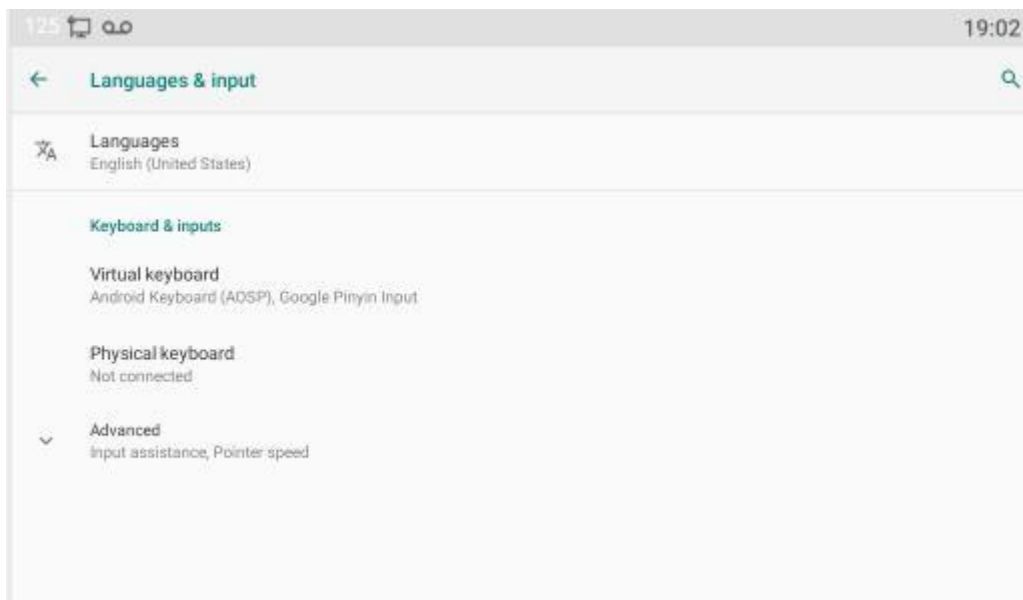 125 19:02
Languages & input
Languages
English (United States)
Keyboard & inputs
Virtual keyboard
Android Keyboard (AOSP), Google Pinyin Input
Physical keyboard
Not connected
Advanced
Input assistance, Pointer speed